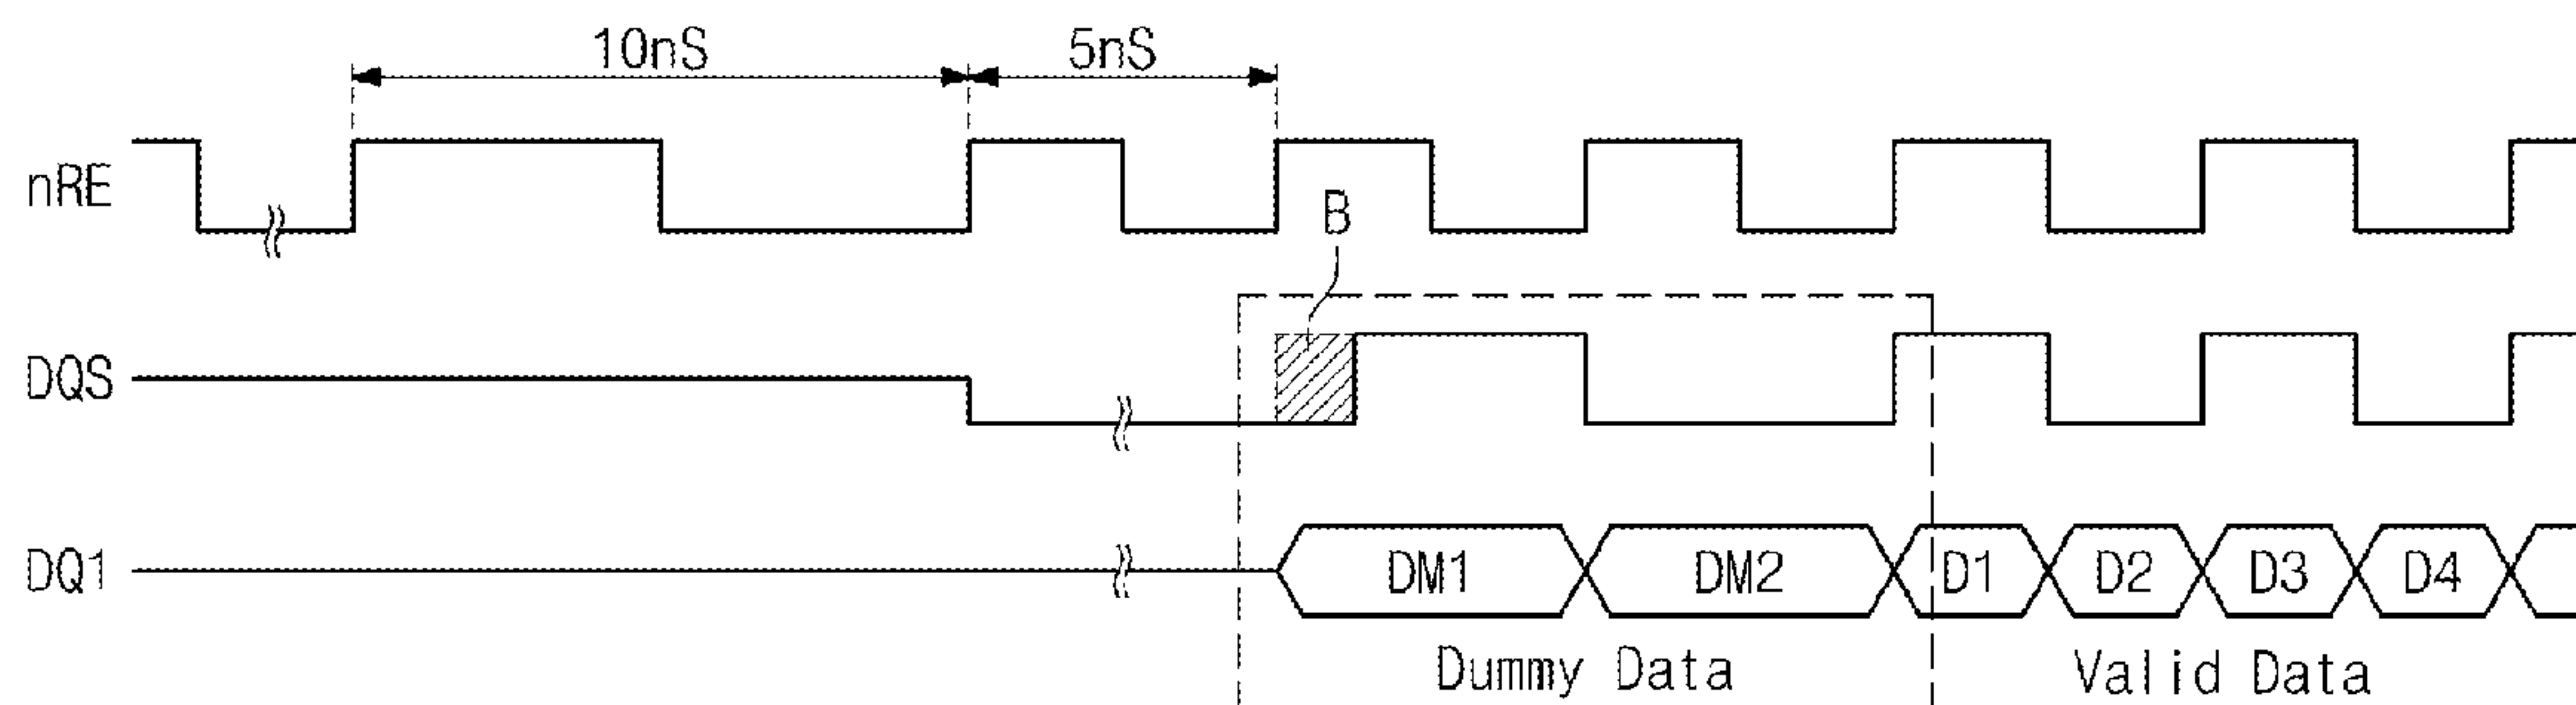 10nS 5nS
nRE
B
DQS
DQ1 DM1 DM2 D1 D2 D3 D4
Dummy Data Valid Data